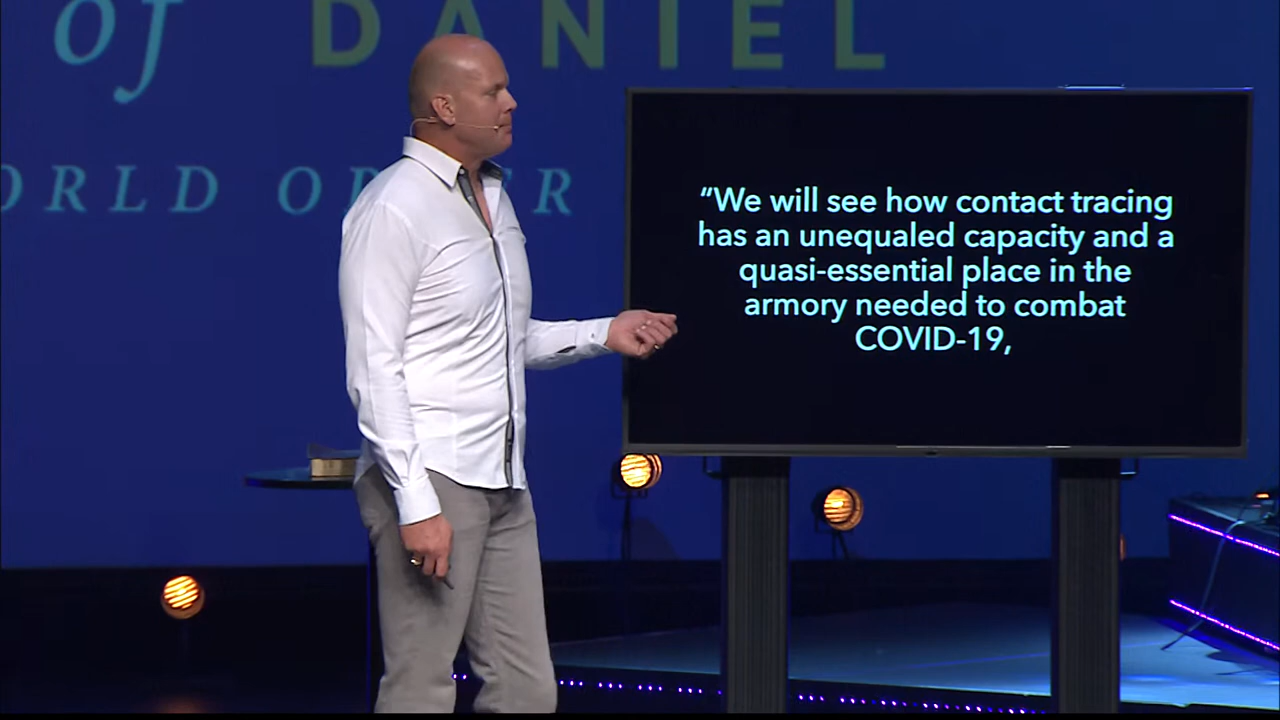 of DANIEL
ORLD OR ER
“We will see how contact tracing
has an unequaled capacity and a
quasi-essential place in the
armory needed to combat
COVID-19,